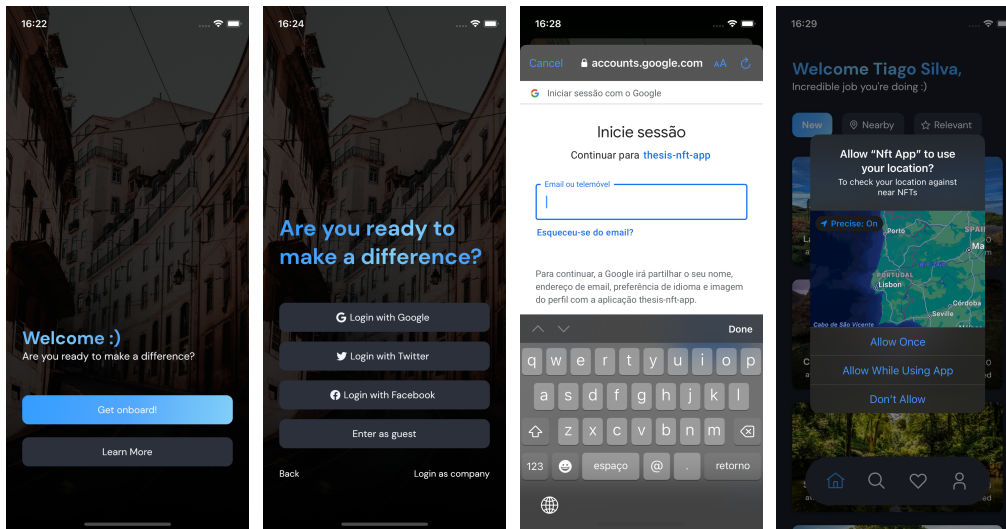 16:22
Welcome :)
Are you ready to make a difference?
Get onboard!
Learn More
16:24
Are you ready to
make a difference?
Login with Google
Login with Twitter
Login with Facebook
Enter as guest
Back
Login as company
16:28
Cancel
accounts.google.com
AA
Iniciar sessão com o Google
Inicie sessão
Continuar para thesis-nft-app
Email ou telemóvel
Esqueceu-se do email?
Para continuar, a Google irá partilhar o seu nome,
endereço de email, preferência de idioma e imagem
do perfil com a aplicação thesis-nft-app.
Done
q w e r t y u i o p
a s d f g h j k l
z x c v b n m
123 espaço @ . retorno
16:29
Welcome Tiago Silva,
Incredible job you're doing :)
New Nearby Relevant
Allow “Nft App” to use
your location?
To check your location against
near NFTs
Precise: On
Porto
SPAI
Ma
PORTUGAL
Lisbon
Córdoba
Seville
Cabo de São Vicente
Allow Once
Allow While Using App
Don’t Allow